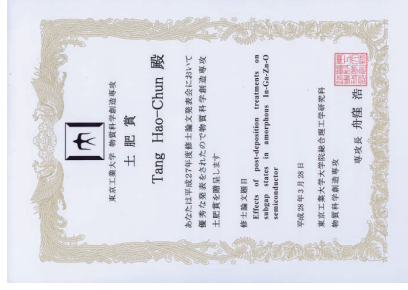 東京工業大学 物質科学創造専攻
土肥賞
Tang Hao-Chun 殿
あなたは平成27年度修士論文発表会において
優秀な発表をされたので物質科学創造専攻
土肥賞を贈呈します
修士論文題目
Effects of post-deposition treatments on
subgap states in amorphous In-Ga-Zn-O
semiconductor
平成28年3月28日
東京工業大学大学院総合理工学研究科
物質科学創造専攻
専攻長 舟窪 浩